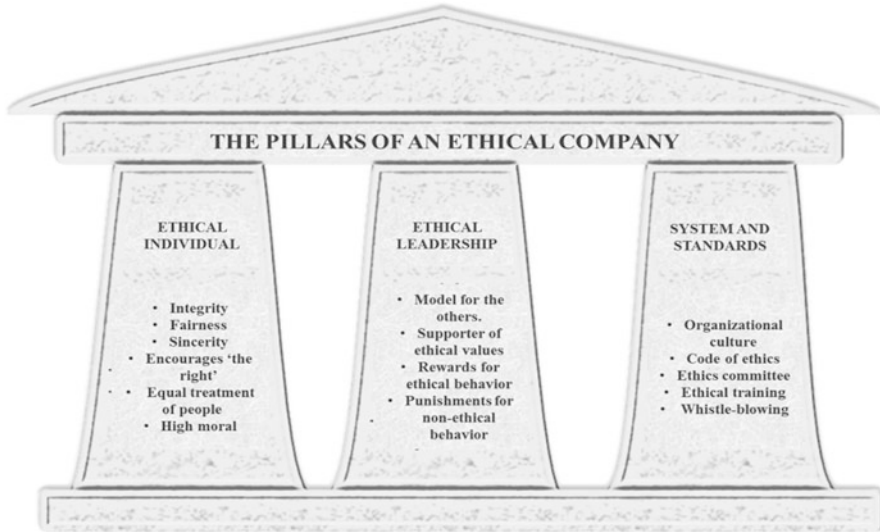 THE PILLARS OF AN ETHICAL COMPANY
ETHICAL
INDIVIDUAL
• Integrity
• Fairness
• Sincerity
• Encourages ‘the
right’
• Equal treatment
of people
• High moral
ETHICAL
LEADERSHIP
• Model for the
others.
• Supporter of
ethical values
• Rewards for
ethical behavior
• Punishments for
non-ethical
behavior
SYSTEM AND
STANDARDS
• Organizational
culture
• Code of ethics
• Ethics committee
• Ethical training
• Whistle-blowing